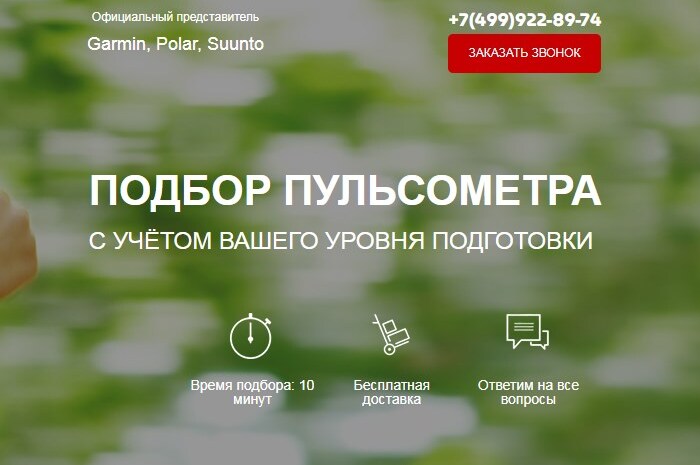 Официальный представитель
Garmin, Polar, Suunto
+7(499)922-89-74
ЗАКАЗАТЬ ЗВОНОК
ПОДБОР ПУЛЬСОМЕТРА
С УЧЁТОМ ВАШЕГО УРОВНЯ ПОДГОТОВКИ
Время подбора: 10
минут
Бесплатная
доставка
Ответим на все
вопросы